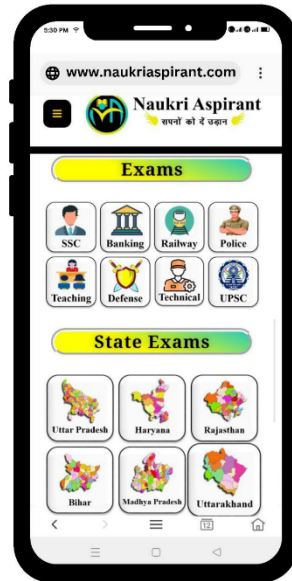 5:30 PM
www.naukriaspirant.com
Naukri Aspirant
सपनों को दें उड़ान
Exams
SSC Banking Railway Police
Teaching Defense Technical UPSC
State Exams
Uttar Pradesh Haryana Rajasthan
Bihar Madhya Pradesh Uttarakhand
12